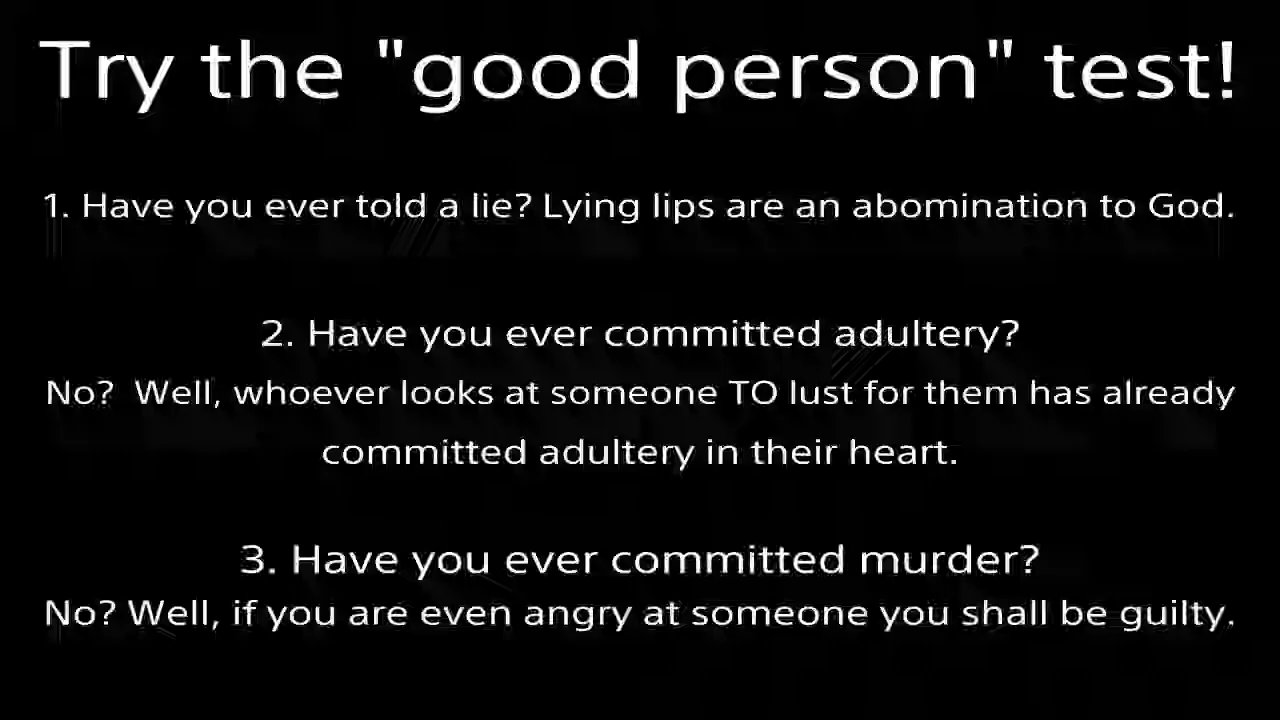 Try the "good person" test!
1. Have you ever told a lie? Lying lips are an abomination to God.
2. Have you ever committed adultery?
No?  Well, whoever looks at someone TO lust for them has already
committed adultery in their heart.
3. Have you ever committed murder?
No? Well, if you are even angry at someone you shall be guilty.